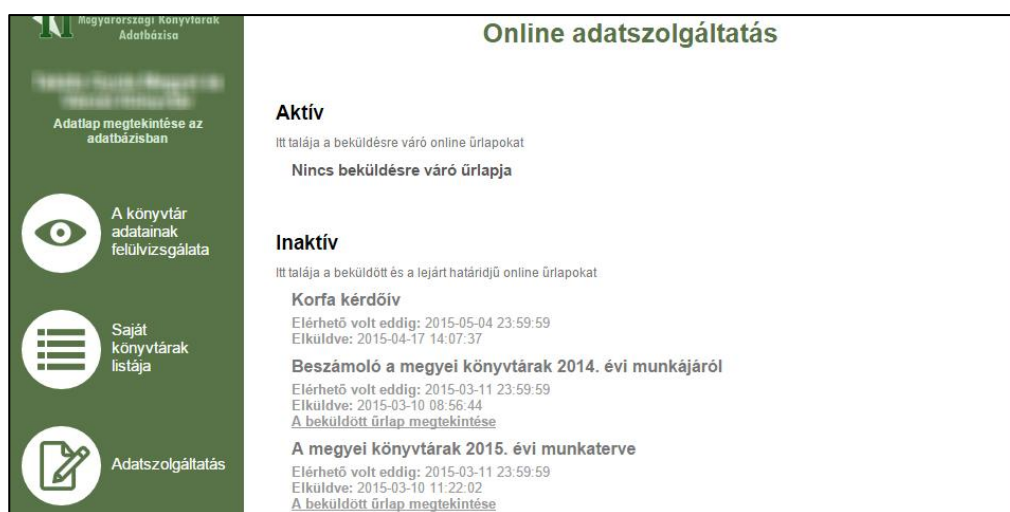 Magyarországi Könyvtárak
Adatbázisa
Adatlap megtekintése az
adatbázisban
A könyvtár
adatainak
felülvizsgálata
Saját
könyvtárak
listája
Adatszolgáltatás
Online adatszolgáltatás
Aktív
Itt talája a beküldésre váró online űrlapokat
Nincs beküldésre váró űrlapja
Inaktív
Itt talája a beküldött és a lejárt határidjű online űrlapokat
Korfa kérdőív
Elérhető volt eddig: 2015-05-04 23:59:59
Elküldve: 2015-04-17 14:07:37
Beszámoló a megyei könyvtárak 2014. évi munkájáról
Elérhető volt eddig: 2015-03-11 23:59:59
Elküldve: 2015-03-10 08:56:44
A beküldött űrlap megtekintése
A megyei könyvtárak 2015. évi munkaterve
Elérhető volt eddig: 2015-03-11 23:59:59
Elküldve: 2015-03-10 11:22:02
A beküldött űrlap megtekintése